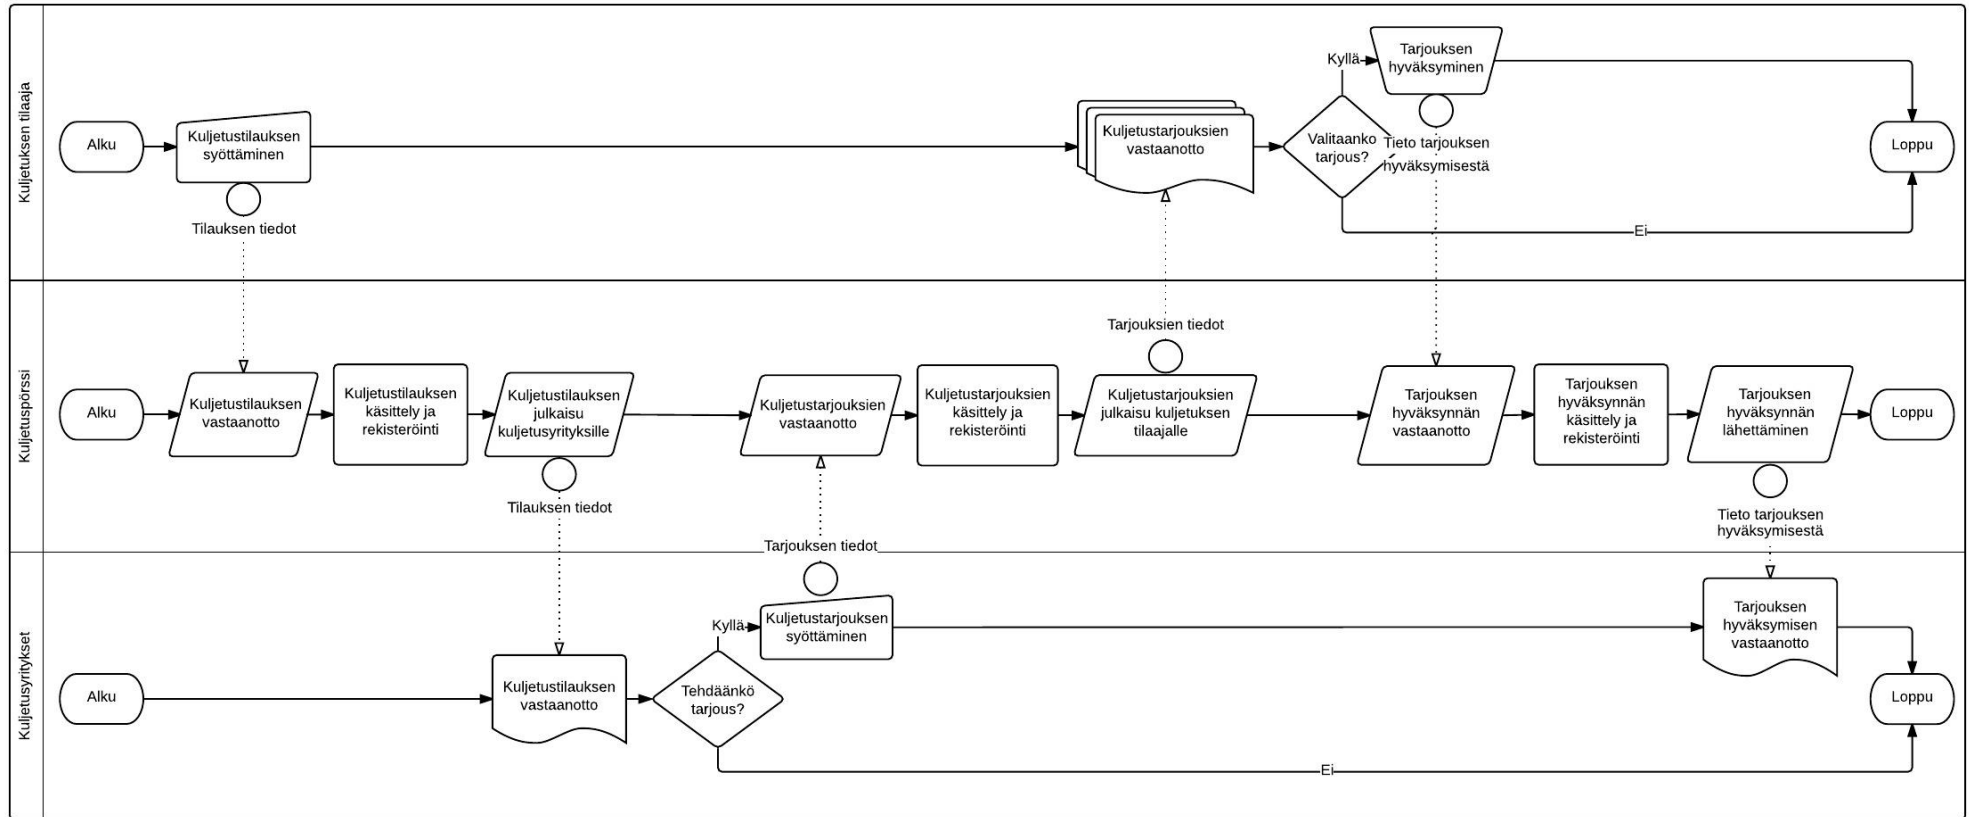 Kuljetuksen tilaaja
Alku
Kuljetustilauksen
syöttäminen
Tilauksen tiedot
Kuljetustarjouksien
vastaanotto
Valitaanko
tarjous?
Kyllä
Tarjouksen
hyväksyminen
Tieto tarjouksen
hyväksymisestä
Ei
Loppu
Kuljetuspörssi
Alku
Kuljetustilauksen
vastaanotto
Kuljetustilauksen
käsittely ja
rekisteröinti
Kuljetustilauksen
julkaisu
kuljetusyrityksille
Tilauksen tiedot
Kuljetustarjouksien
vastaanotto
Kuljetustarjouksien
käsittely ja
rekisteröinti
Tarjouksien tiedot
Kuljetustarjouksien
julkaisu kuljetuksen
tilaajalle
Tarjouksen
hyväksynnän
vastaanotto
Tarjouksen
hyväksynnän
käsittely ja
rekisteröinti
Tarjouksen
hyväksynnän
lähettäminen
Tieto tarjouksen
hyväksymisestä
Loppu
Kuljetusyritykset
Alku
Kuljetustilauksen
vastaanotto
Tehdäänkö
tarjous?
Kyllä
Tarjouksen tiedot
Kuljetustarjouksen
syöttäminen
Ei
Tarjouksen
hyväksymisen
vastaanotto
Loppu